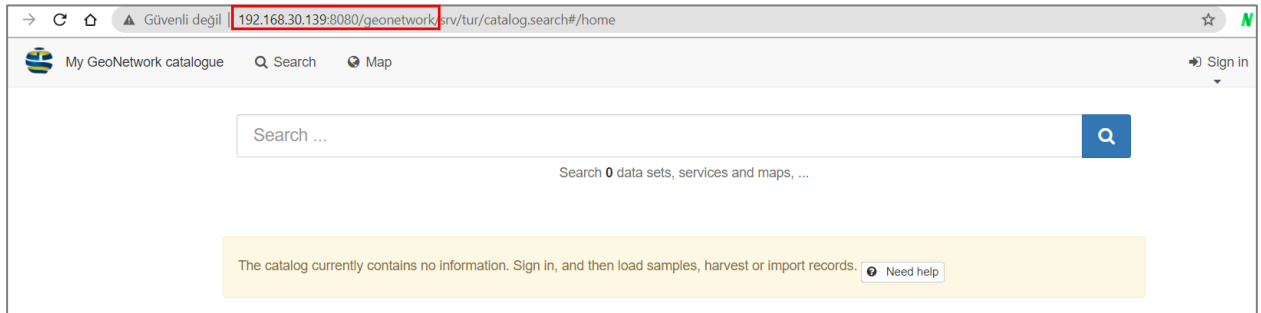 Güvenli değil | 192.168.30.139:8080/geonetwork/srv/tur/catalog.search#/home
N
My GeoNetwork catalogue Search Map Sign in
Search ...
Search 0 data sets, services and maps, ...
The catalog currently contains no information. Sign in, and then load samples, harvest or import records. Need help